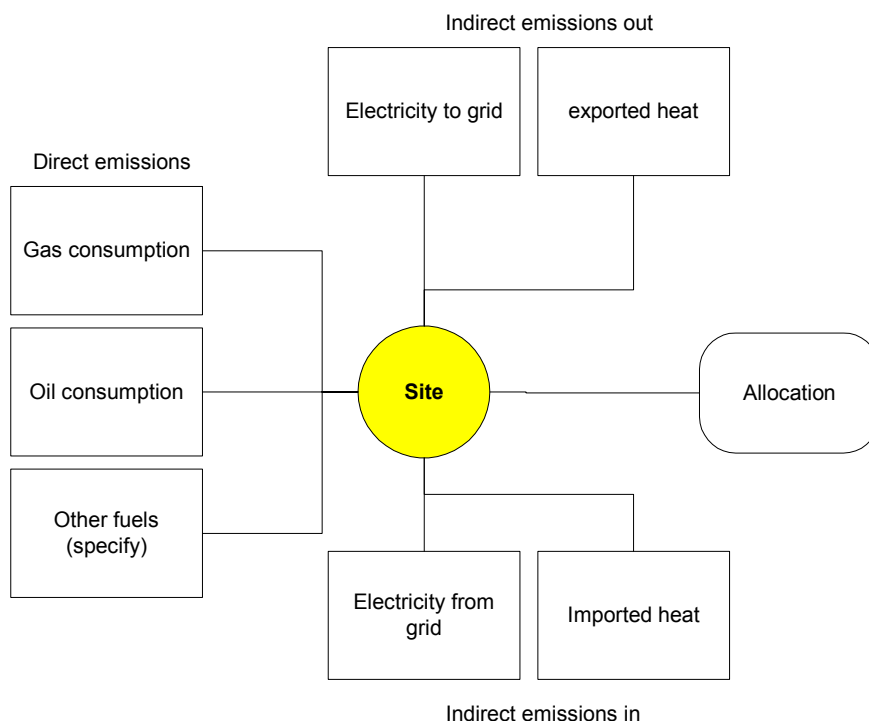 Indirect emissions out
Electricity to grid
exported heat
Direct emissions
Gas consumption
Oil consumption
Site
Allocation
Other fuels
(specify)
Electricity from
grid
Imported heat
Indirect emissions in